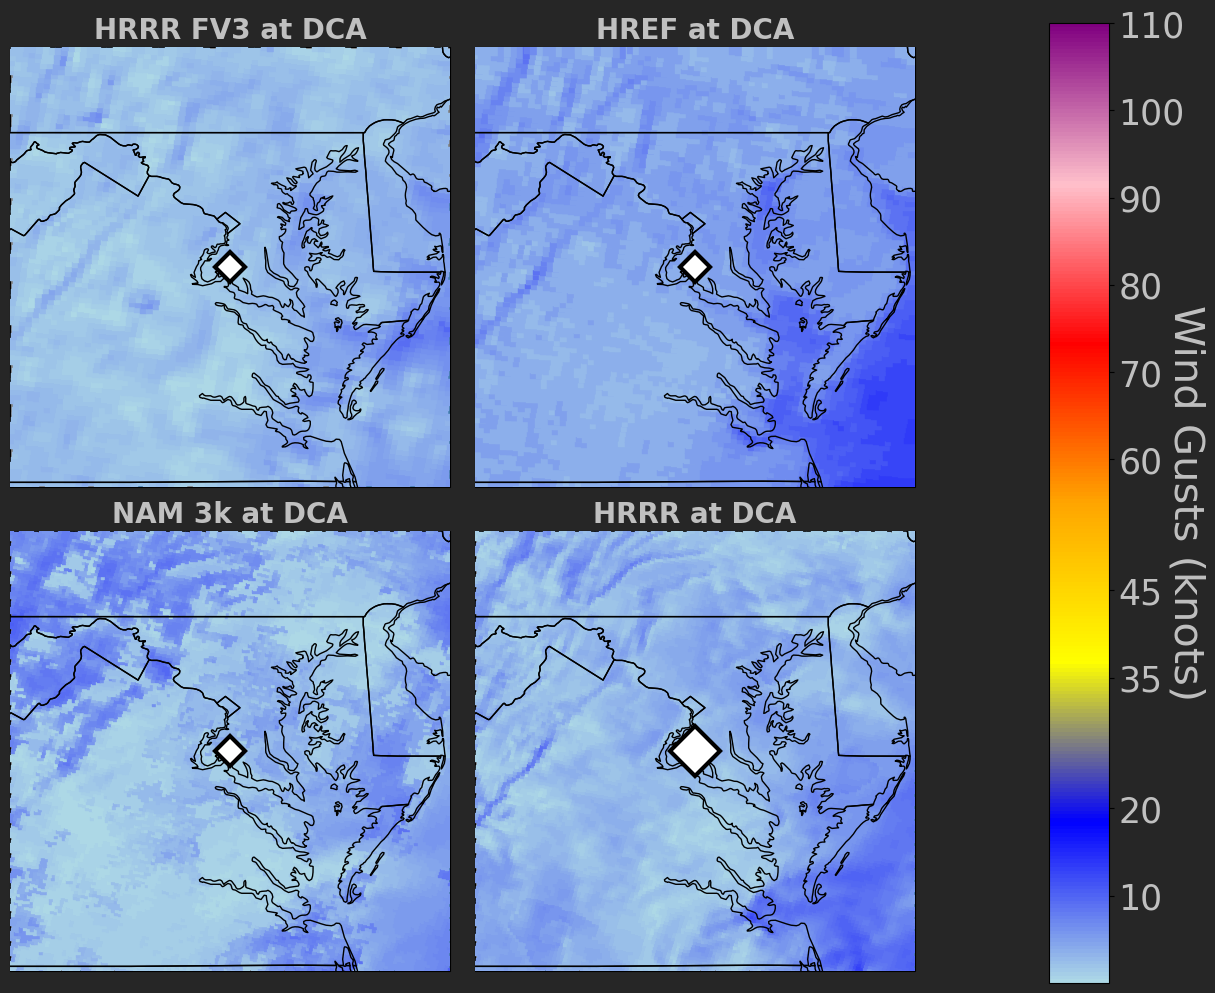 HRRR FV3 at DCA
HREF at DCA
NAM 3k at DCA
HRRR at DCA
110
100
90
80
70
60
45
35
20
10
Wind Gusts (knots)